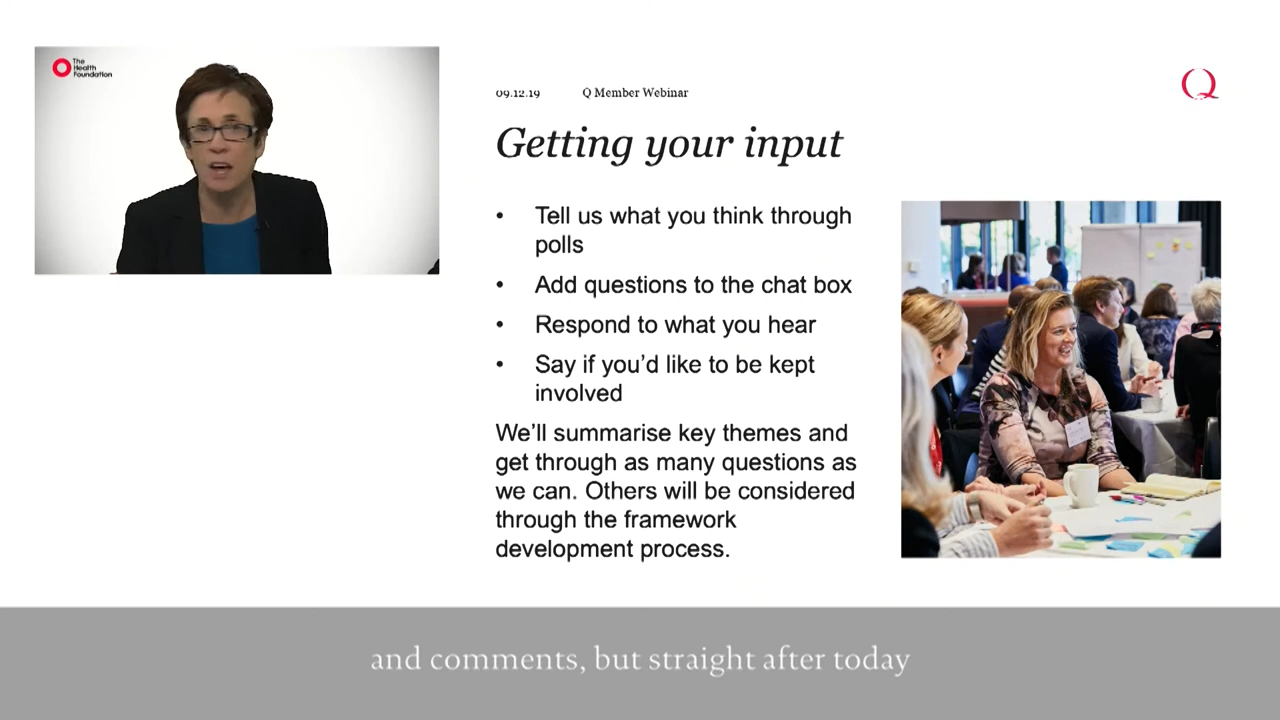 The
Health
Foundation
09.12.19 Q Member Webinar
Q
Getting your input
• Tell us what you think through
polls
• Add questions to the chat box
• Respond to what you hear
• Say if you’d like to be kept
involved
We’ll summarise key themes and
get through as many questions as
we can. Others will be considered
through the framework
development process.
and comments, but straight after today